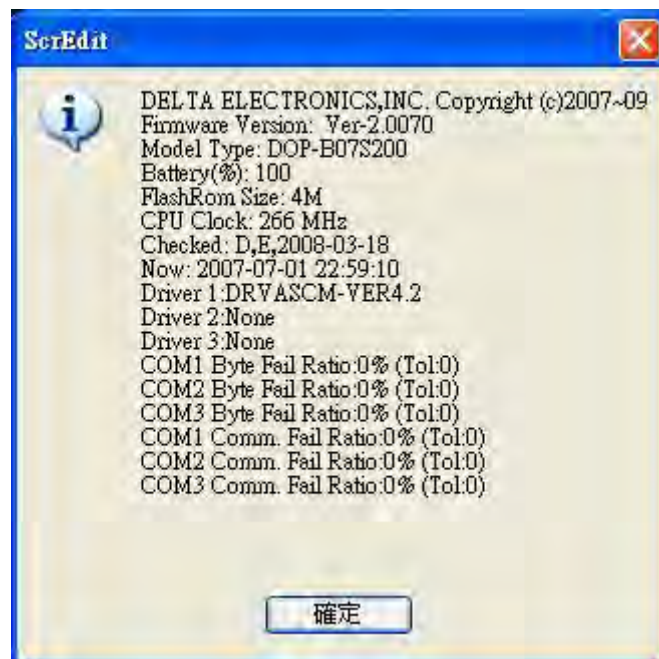 ScrEdit
DELTA ELECTRONICS,INC. Copyright (c)2007~09
Firmware Version:  Ver-2.0070
Model Type: DOP-B07S200
Battery(%): 100
FlashRom Size: 4M
CPU Clock: 266 MHz
Checked: D,E,2008-03-18
Now: 2007-07-01 22:59:10
Driver 1:DRVASCM-VER4.2
Driver 2:None
Driver 3:None
COM1 Byte Fail Ratio:0% (Tol:0)
COM2 Byte Fail Ratio:0% (Tol:0)
COM3 Byte Fail Ratio:0% (Tol:0)
COM1 Comm. Fail Ratio:0% (Tol:0)
COM2 Comm. Fail Ratio:0% (Tol:0)
COM3 Comm. Fail Ratio:0% (Tol:0)
確定